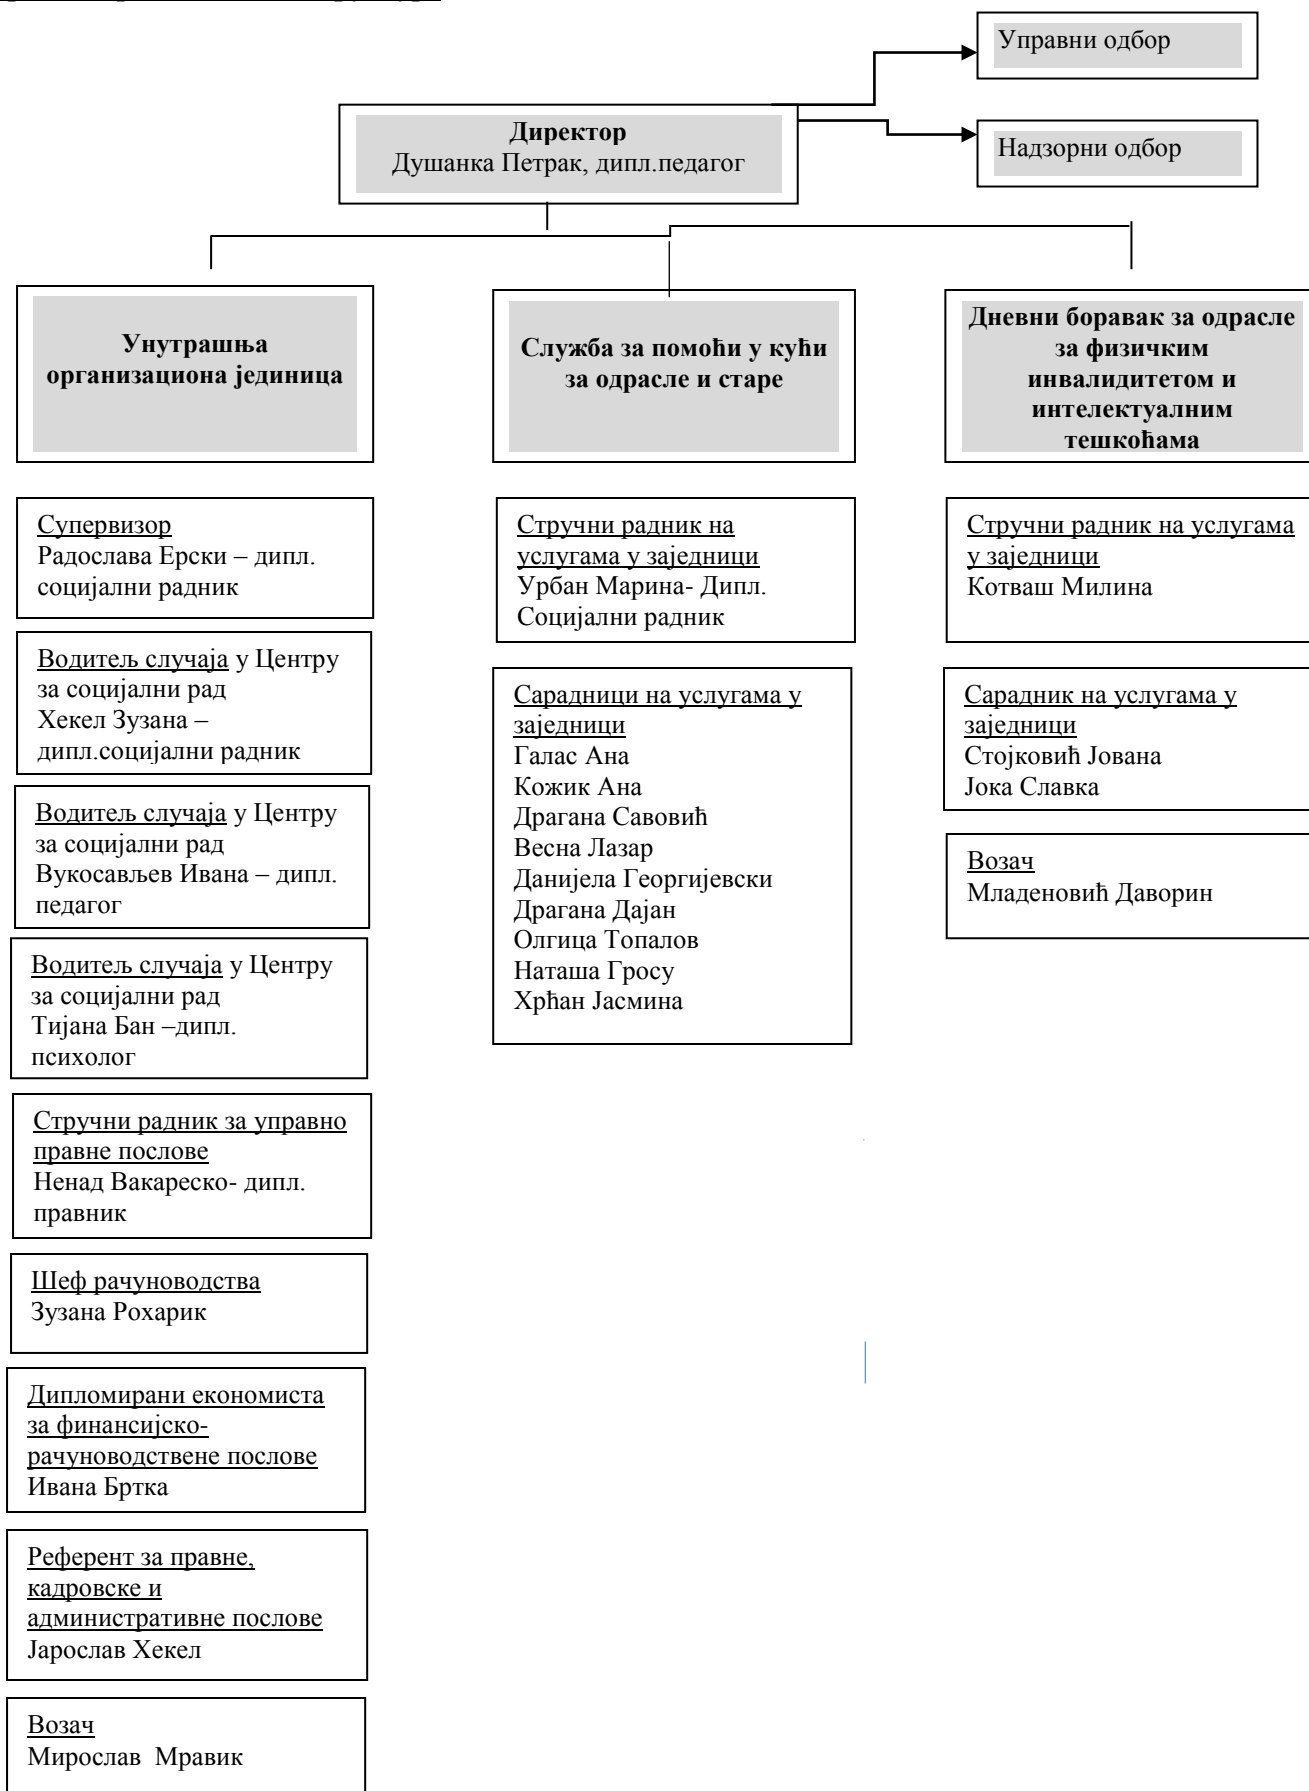 Управни одбор
Директор
Душанка Петрак, дипл.педагог
Надзорни одбор
Унутрашња
организациона јединица
Служба за помоћи у кући
за одрасле и старе
Дневни боравак за одрасле
за физичким
инвалидитетом и
интелектуалним
тешкоћама
Супервизор
Радослава Ерски – дипл.
социјални радник
Водитељ случаја у Центру
за социјални рад
Хекел Зузана –
дипл.социјални радник
Водитељ случаја у Центру
за социјални рад
Вукосављев Ивана – дипл.
педагог
Водитељ случаја у Центру
за социјални рад
Тијана Бан –дипл.
психолог
Стручни радник за управно
правне послове
Ненад Вакареско- дипл.
правник
Шеф рачуноводства
Зузана Рохарик
Дипломирани економиста
за финансијско-
рачуноводствене послове
Ивана Бртка
Референт за правне,
кадровске и
административне послове
Јарослав Хекел
Возач
Мирослав  Мравик
Стручни радник на
услугама у заједници
Урбан Марина- Дипл.
Социјални радник
Сарадници на услугама у
заједници
Галас Ана
Кожик Ана
Драгана Савовић
Весна Лазар
Данијела Георгијевски
Драгана Дајан
Олгица Топалов
Наташа Гросу
Хрћан Јасмина
Стручни радник на услугама
у заједници
Котваш Милина
Сарадник на услугама у
заједници
Стојковић Јована
Јока Славка
Возач
Младеновић Даворин